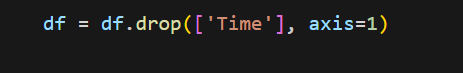 df = df.drop(['Time'], axis=1)